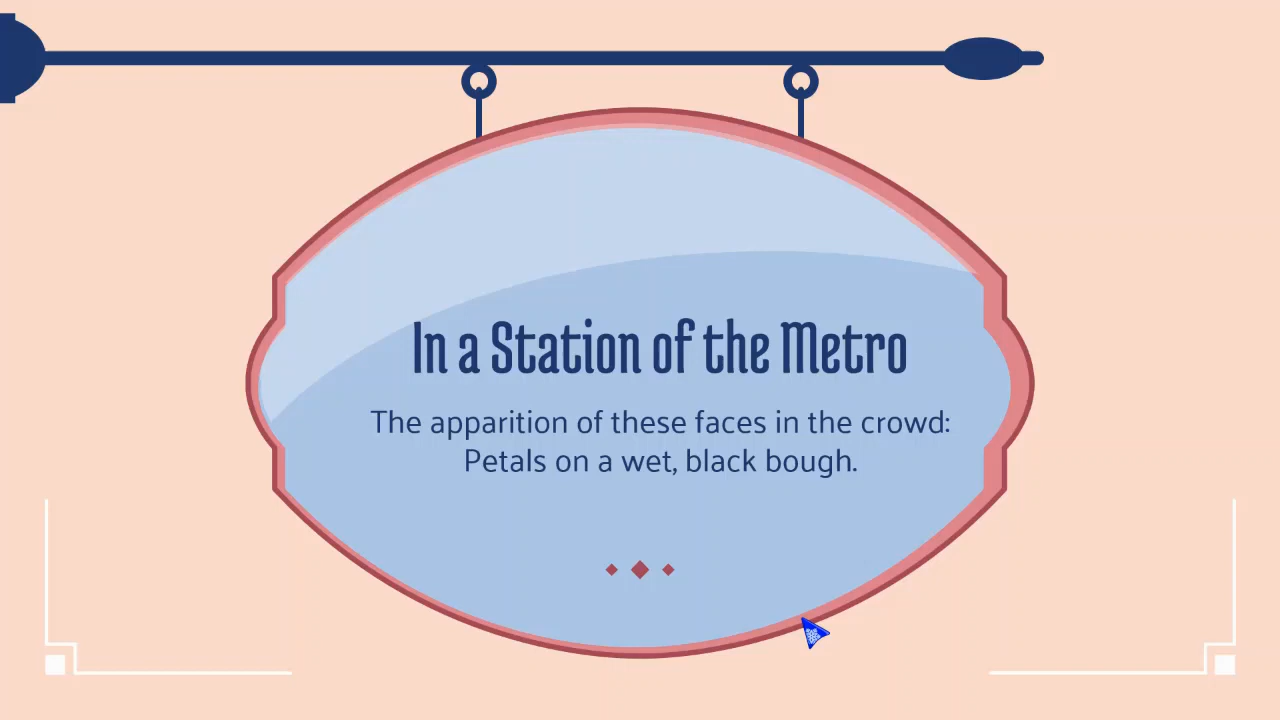 In a Station of the Metro
The apparition of these faces in the crowd:
Petals on a wet, black bough.